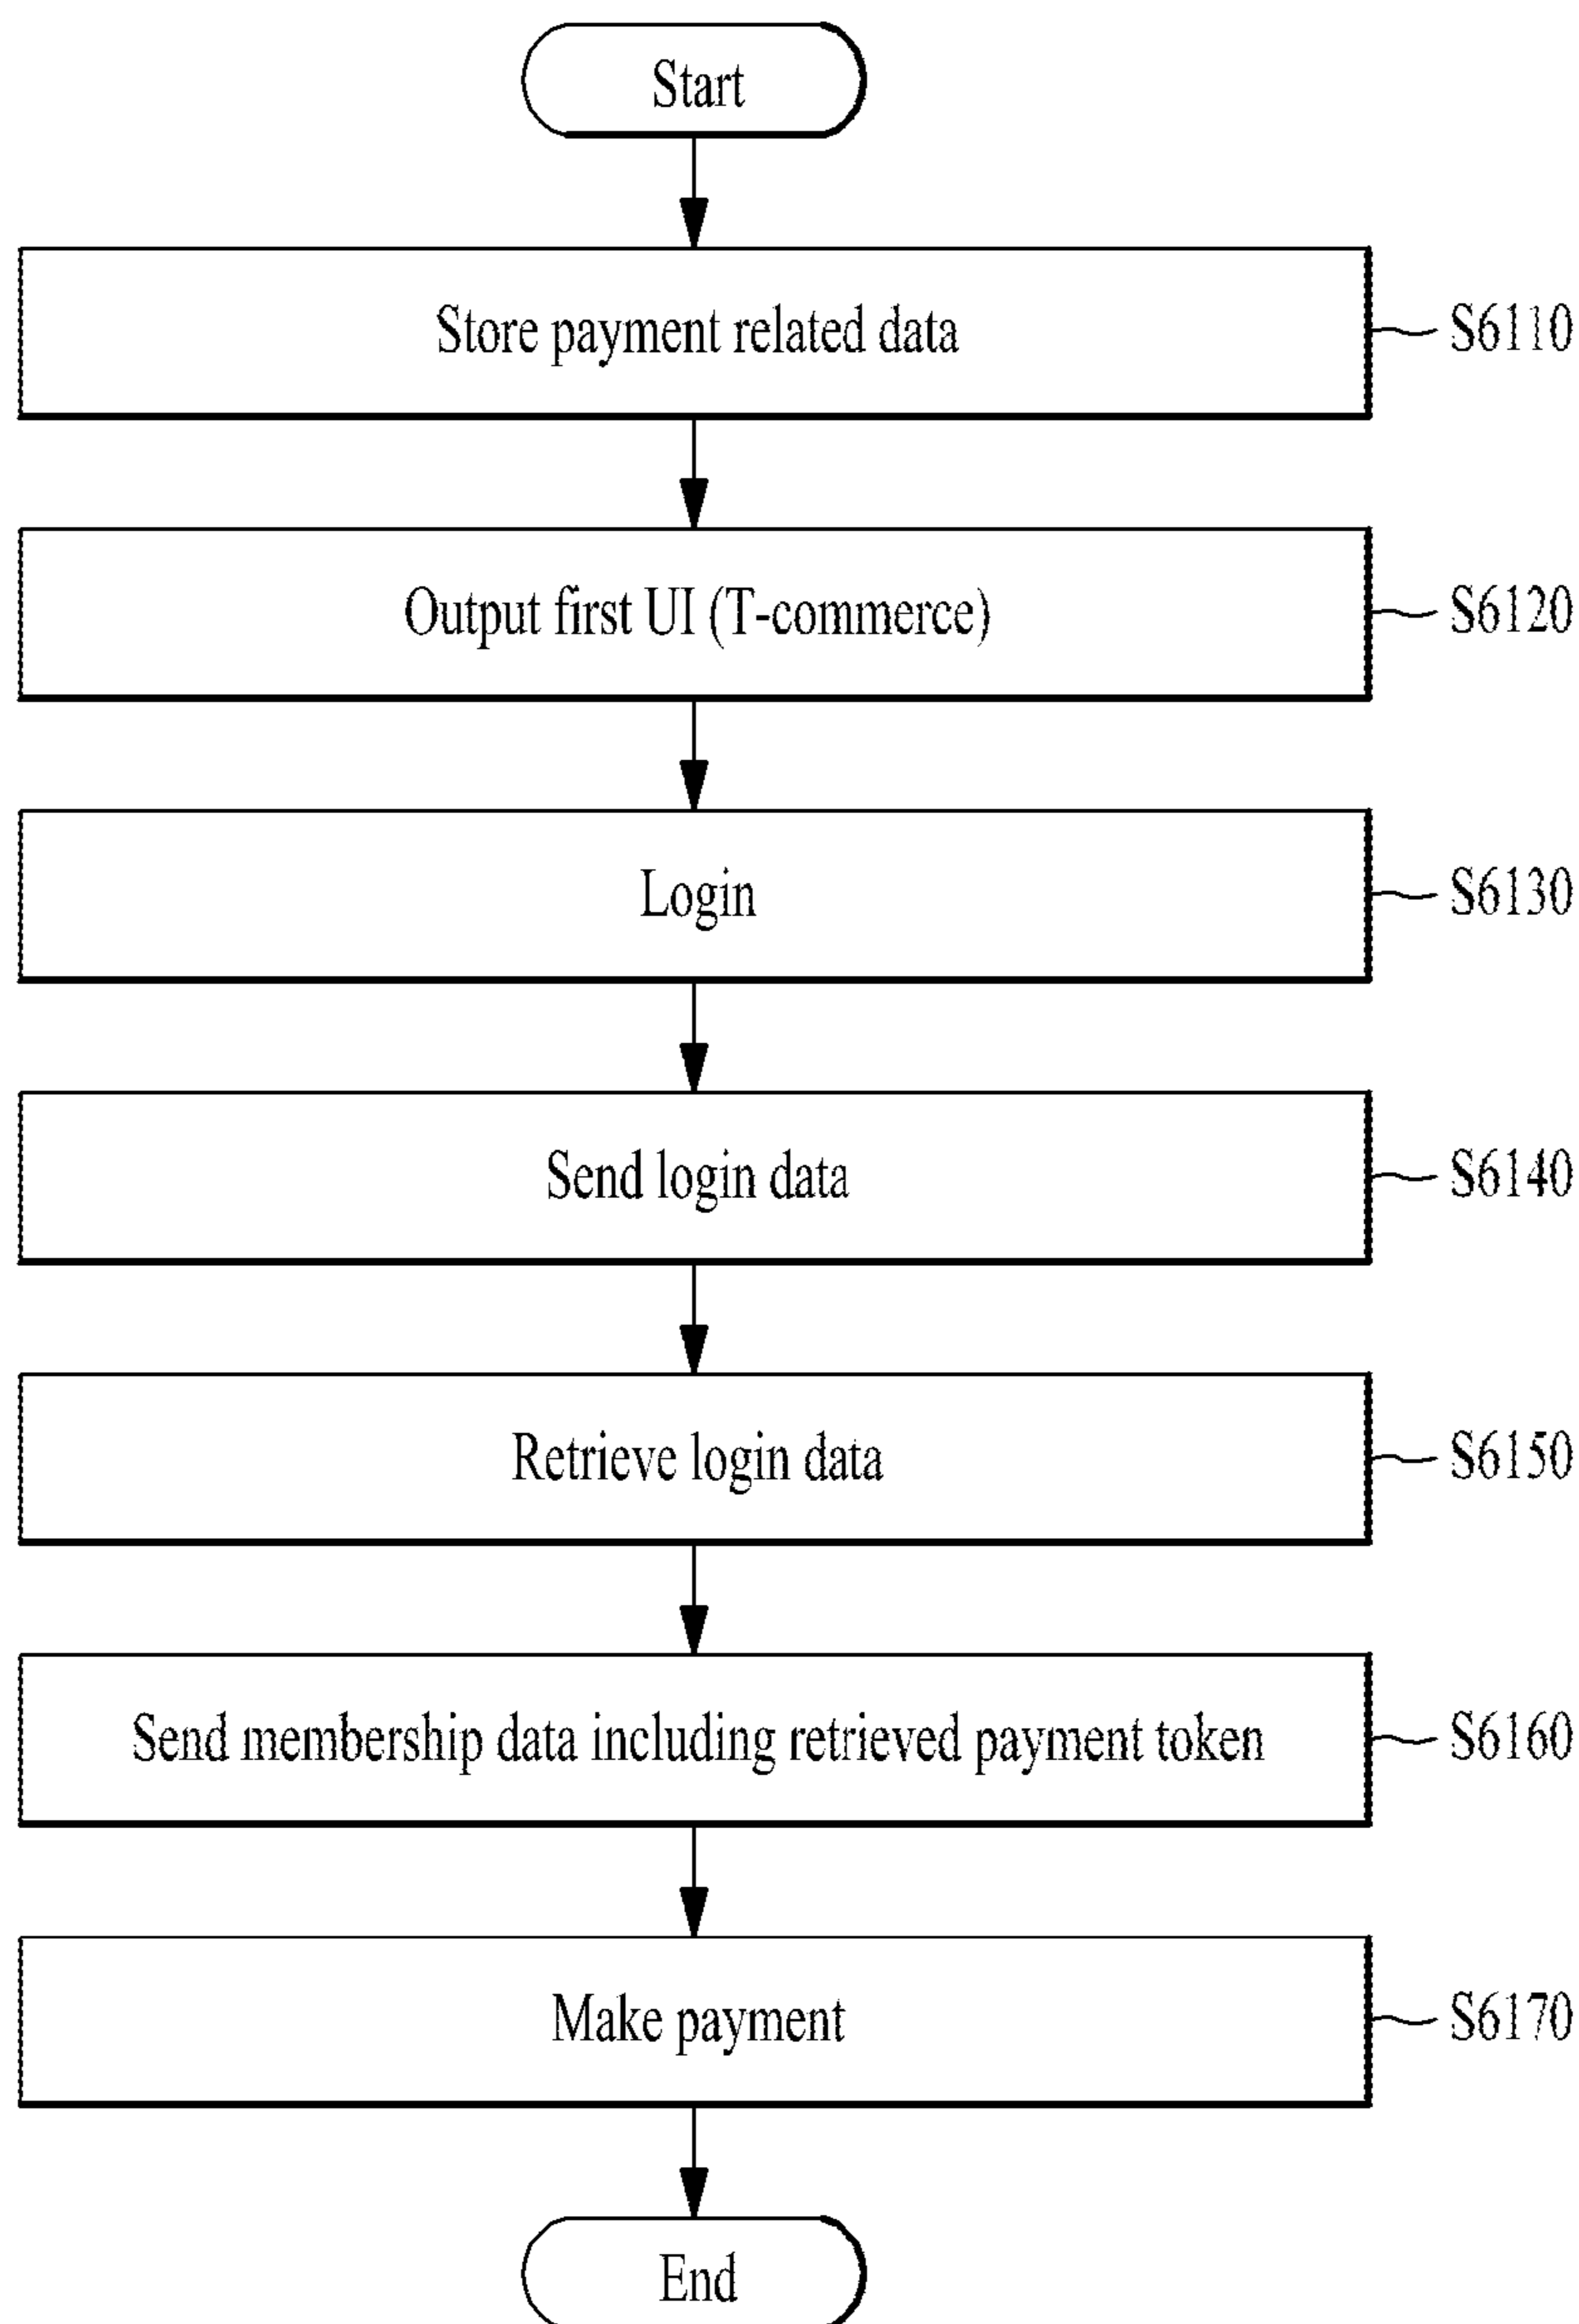 Start
Store payment related data
S6110
Output first UI (T-commerce)
S6120
Login
S6130
Send login data
S6140
Retrieve login data
S6150
Send membership data including retrieved payment token
S6160
Make payment
S6170
End